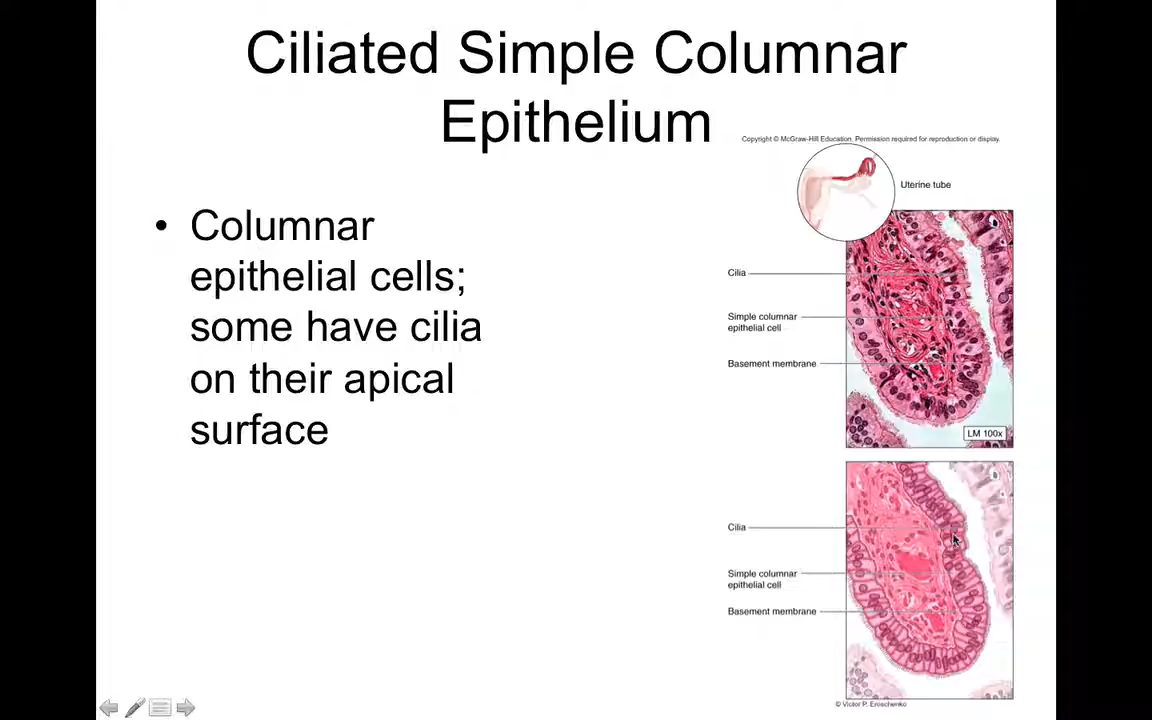 Ciliated Simple Columnar
Epithelium
Copyright © McGraw-Hill Education. Permission required for reproduction or display.
• Columnar
epithelial cells;
some have cilia
on their apical
surface
Uterine tube
Cilia
Simple columnar
epithelial cell
Basement membrane
LM 100x
Cilia
Simple columnar
epithelial cell
Basement membrane
© Victor P. Eroschenko